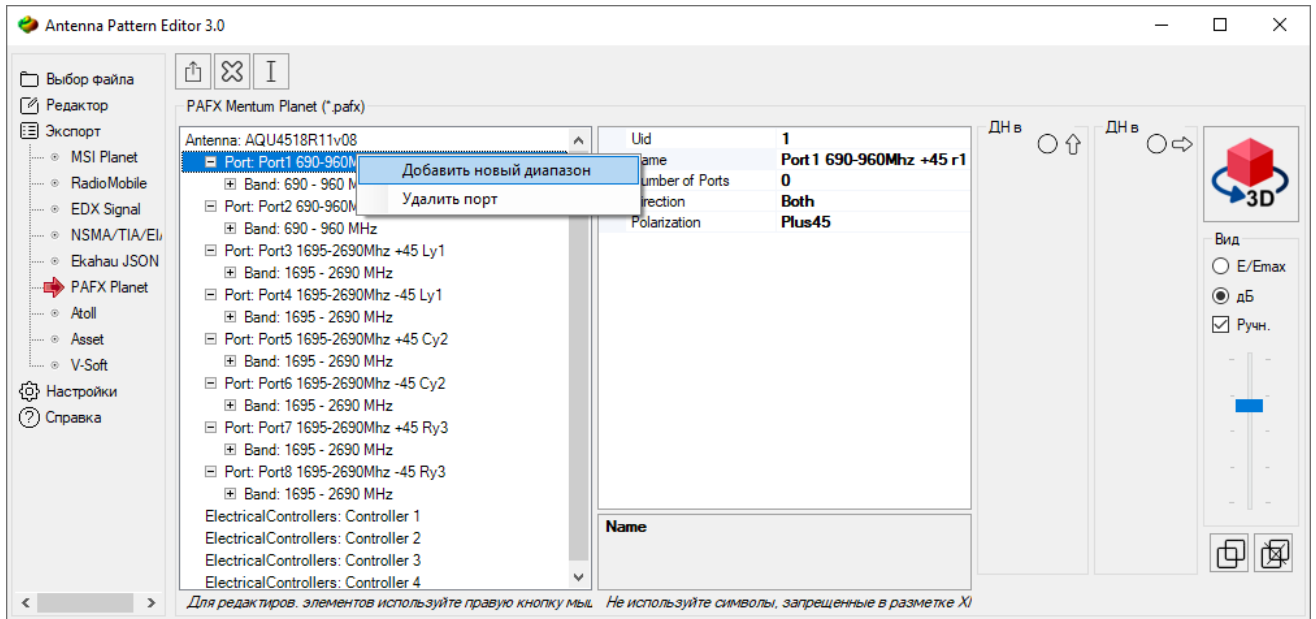 Antenna Pattern Editor 3.0
Выбор файла
Редактор
Экспорт
MSI Planet
RadioMobile
EDX Signal
NSMA/TIA/EI
Ekahau JSON
PAFX Planet
Atoll
Asset
V-Soft
Настройки
Справка
PAFX Mentum Planet (*.pafx)
Antenna: AQU4518R11v08
Port: Port1 690-960M
Band: 690 - 960 M
Port: Port2 690-960M
Band: 690 - 960 MHz
Port: Port3 1695-2690Mhz +45 Ly1
Band: 1695 - 2690 MHz
Port: Port4 1695-2690Mhz -45 Ly1
Band: 1695 - 2690 MHz
Port: Port5 1695-2690Mhz +45 Cy2
Band: 1695 - 2690 MHz
Port: Port6 1695-2690Mhz -45 Cy2
Band: 1695 - 2690 MHz
Port: Port7 1695-2690Mhz +45 Ry3
Band: 1695 - 2690 MHz
Port: Port8 1695-2690Mhz -45 Ry3
Band: 1695 - 2690 MHz
ElectricalControllers: Controller 1
ElectricalControllers: Controller 2
ElectricalControllers: Controller 3
ElectricalControllers: Controller 4
Для редактиров. элементов используйте правую кнопку мыш
Добавить новый диапазон
Удалить порт
Uid 1
ame Port 1 690-960Mhz +45 r1
umber of Ports 0
irection Both
Polarization Plus45
Name
Не используйте символы, запрещенные в разметке X
ДН в
ДН в
3D
Вид
E/Emax
дБ
Ручн.